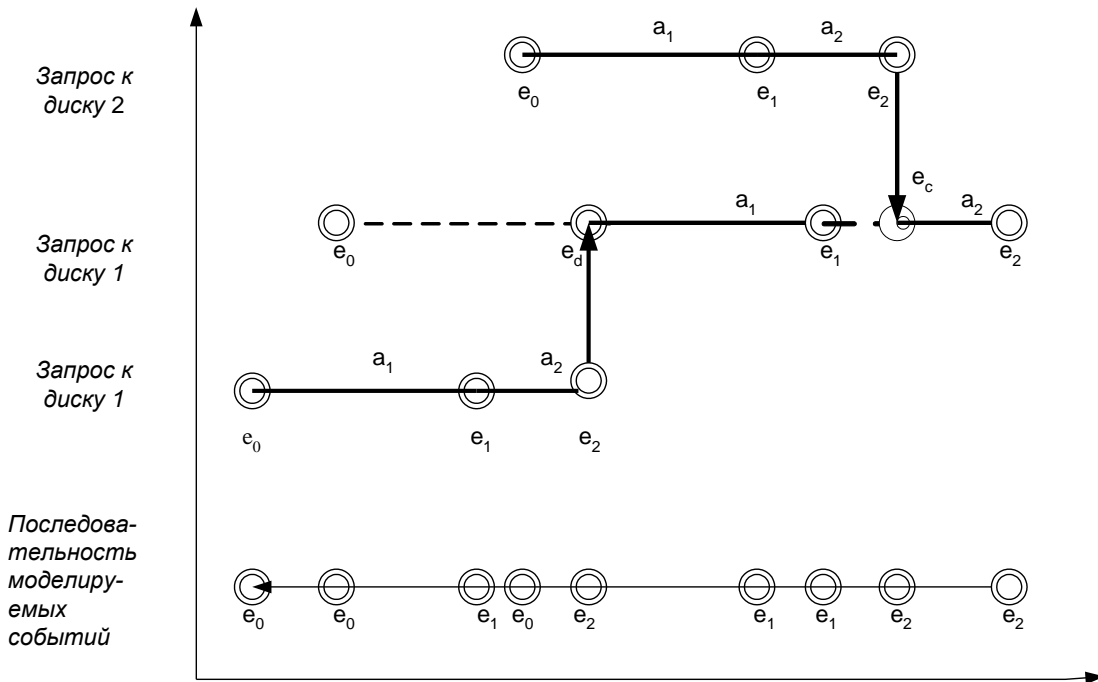 a₁ a₂
Запрос к
диску 2
e₀ e₁ e₂
e_c
a₁ a₂
Запрос к
диску 1
e₀ e_d e₁ e₂
Запрос к
диску 1
a₁ a₂
e₀ e₁ e₂
Последова-
тельность
моделиру-
емых
событий
e₀ e₀ e₁ e₀ e₂ e₁ e₁ e₂ e₂